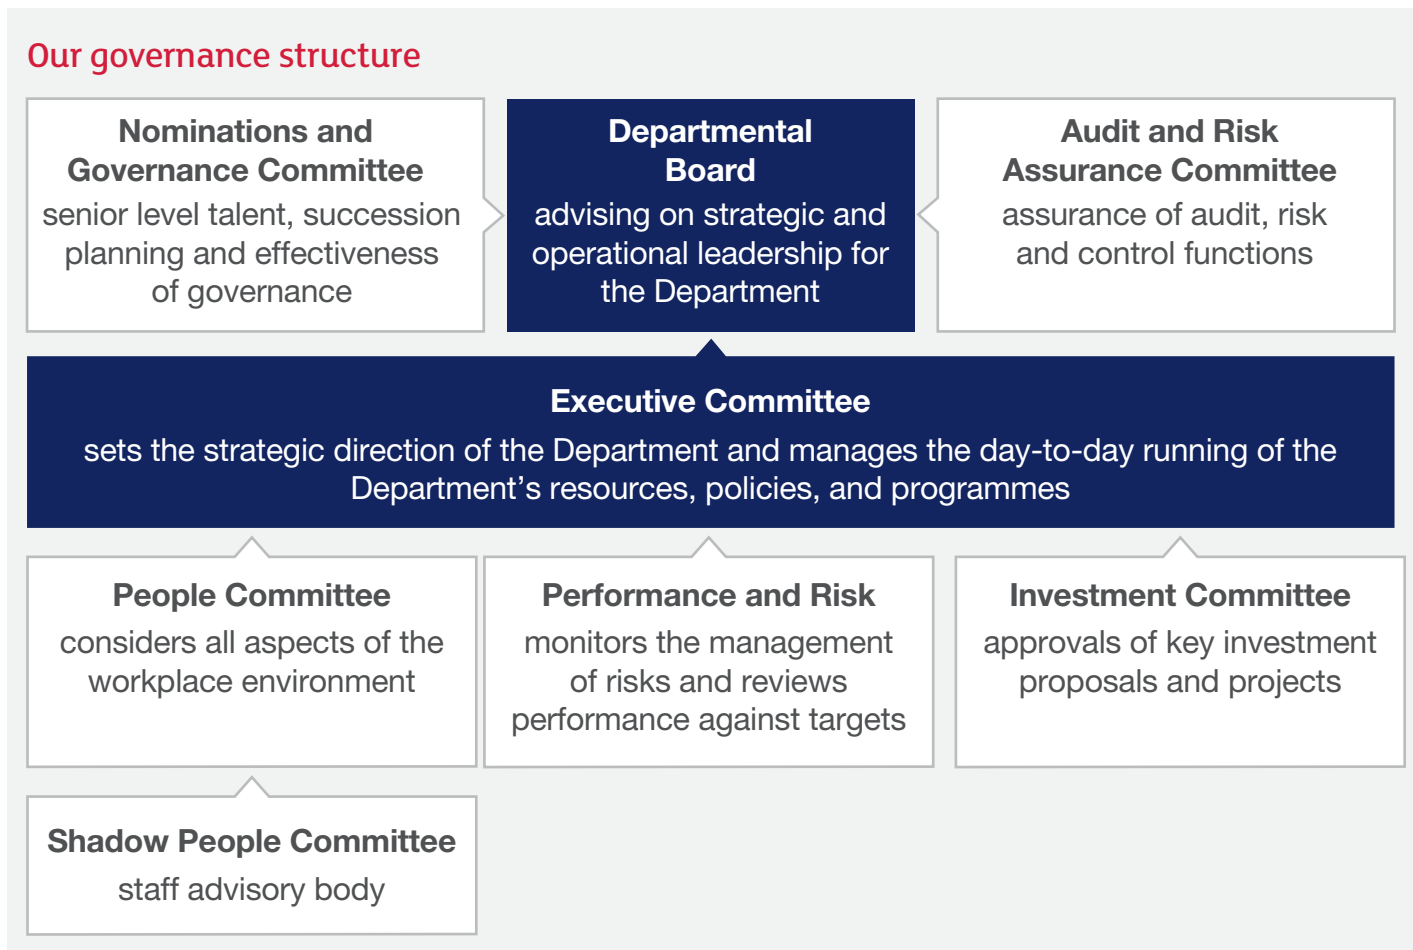 Our governance structure
Nominations and
Governance Committee
senior level talent, succession
planning and effectiveness
of governance
Departmental
Board
advising on strategic and
operational leadership for
the Department
Audit and Risk
Assurance Committee
assurance of audit, risk
and control functions
Executive Committee
sets the strategic direction of the Department and manages the day-to-day running of the
Department’s resources, policies, and programmes
People Committee
considers all aspects of the
workplace environment
Performance and Risk
monitors the management
of risks and reviews
performance against targets
Investment Committee
approvals of key investment
proposals and projects
Shadow People Committee
staff advisory body